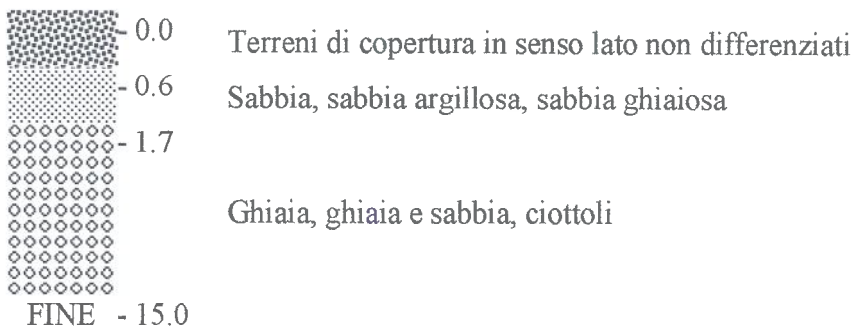 - 0.0 Terreni di copertura in senso lato non differenziati
- 0.6 Sabbia, sabbia argillosa, sabbia ghiaiosa
- 1.7
Ghiaia, ghiaia e sabbia, ciottoli
FINE - 15.0